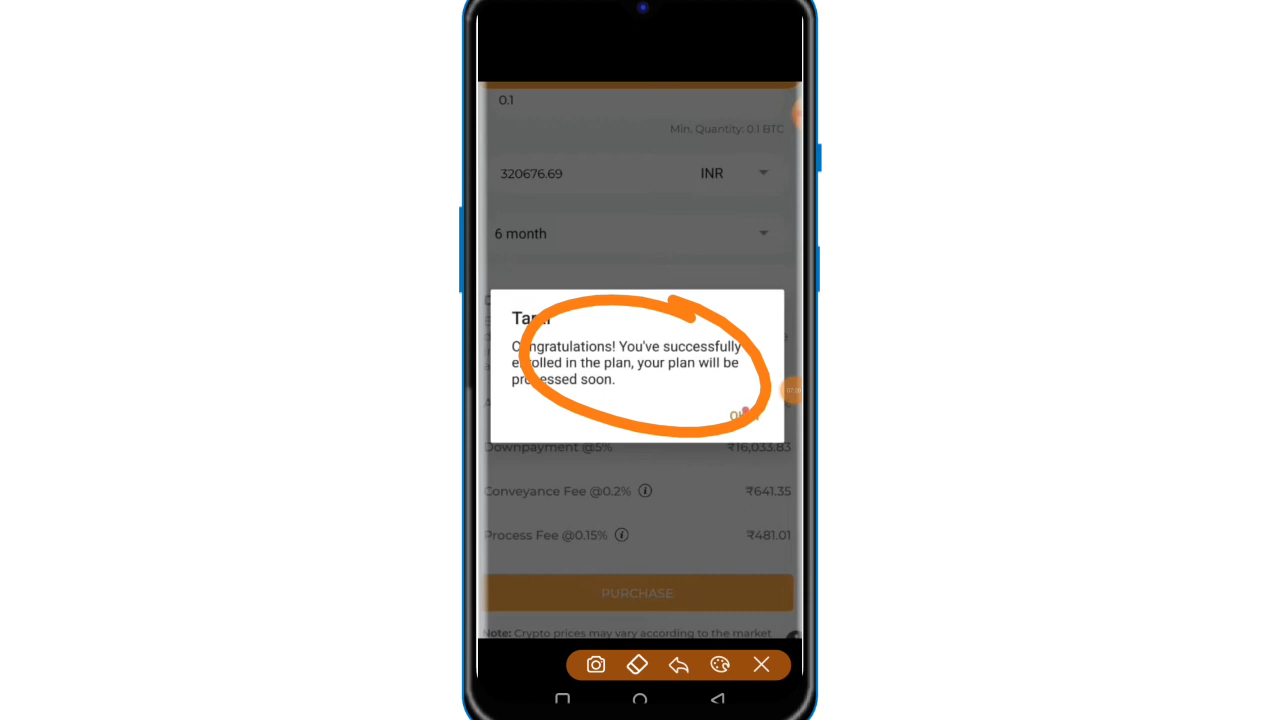 0.1
Min. Quantity: 0.1 BTC
320676.69 INR
6 month
Congratulations! You've successfully
enrolled in the plan, your plan will be
processed soon.
Downpayment @5% ₹16,033.83
Conveyance Fee @0.2% ₹641.35
Process Fee @0.15% ₹481.01
PURCHASE
Note: Crypto prices may vary according to the market